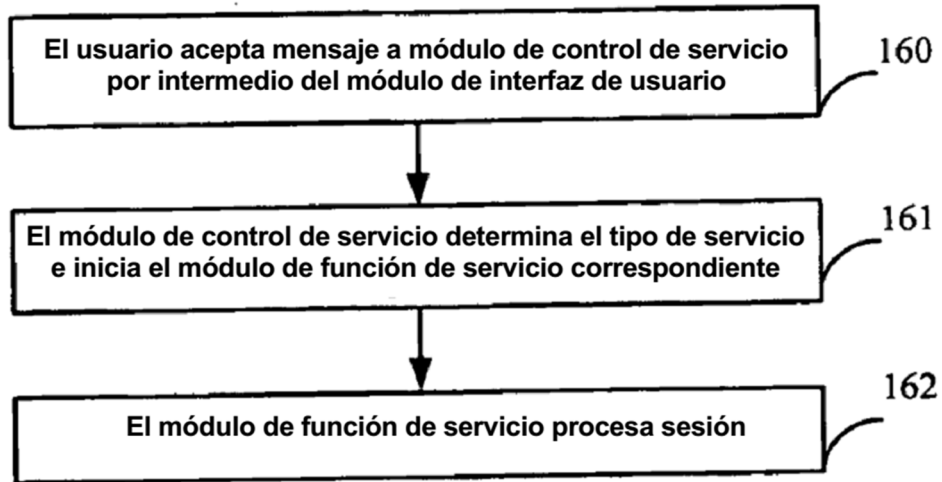 El usuario acepta mensaje a módulo de control de servicio
por intermedio del módulo de interfaz de usuario
160
El módulo de control de servicio determina el tipo de servicio
e inicia el módulo de función de servicio correspondiente
161
El módulo de función de servicio procesa sesión
162